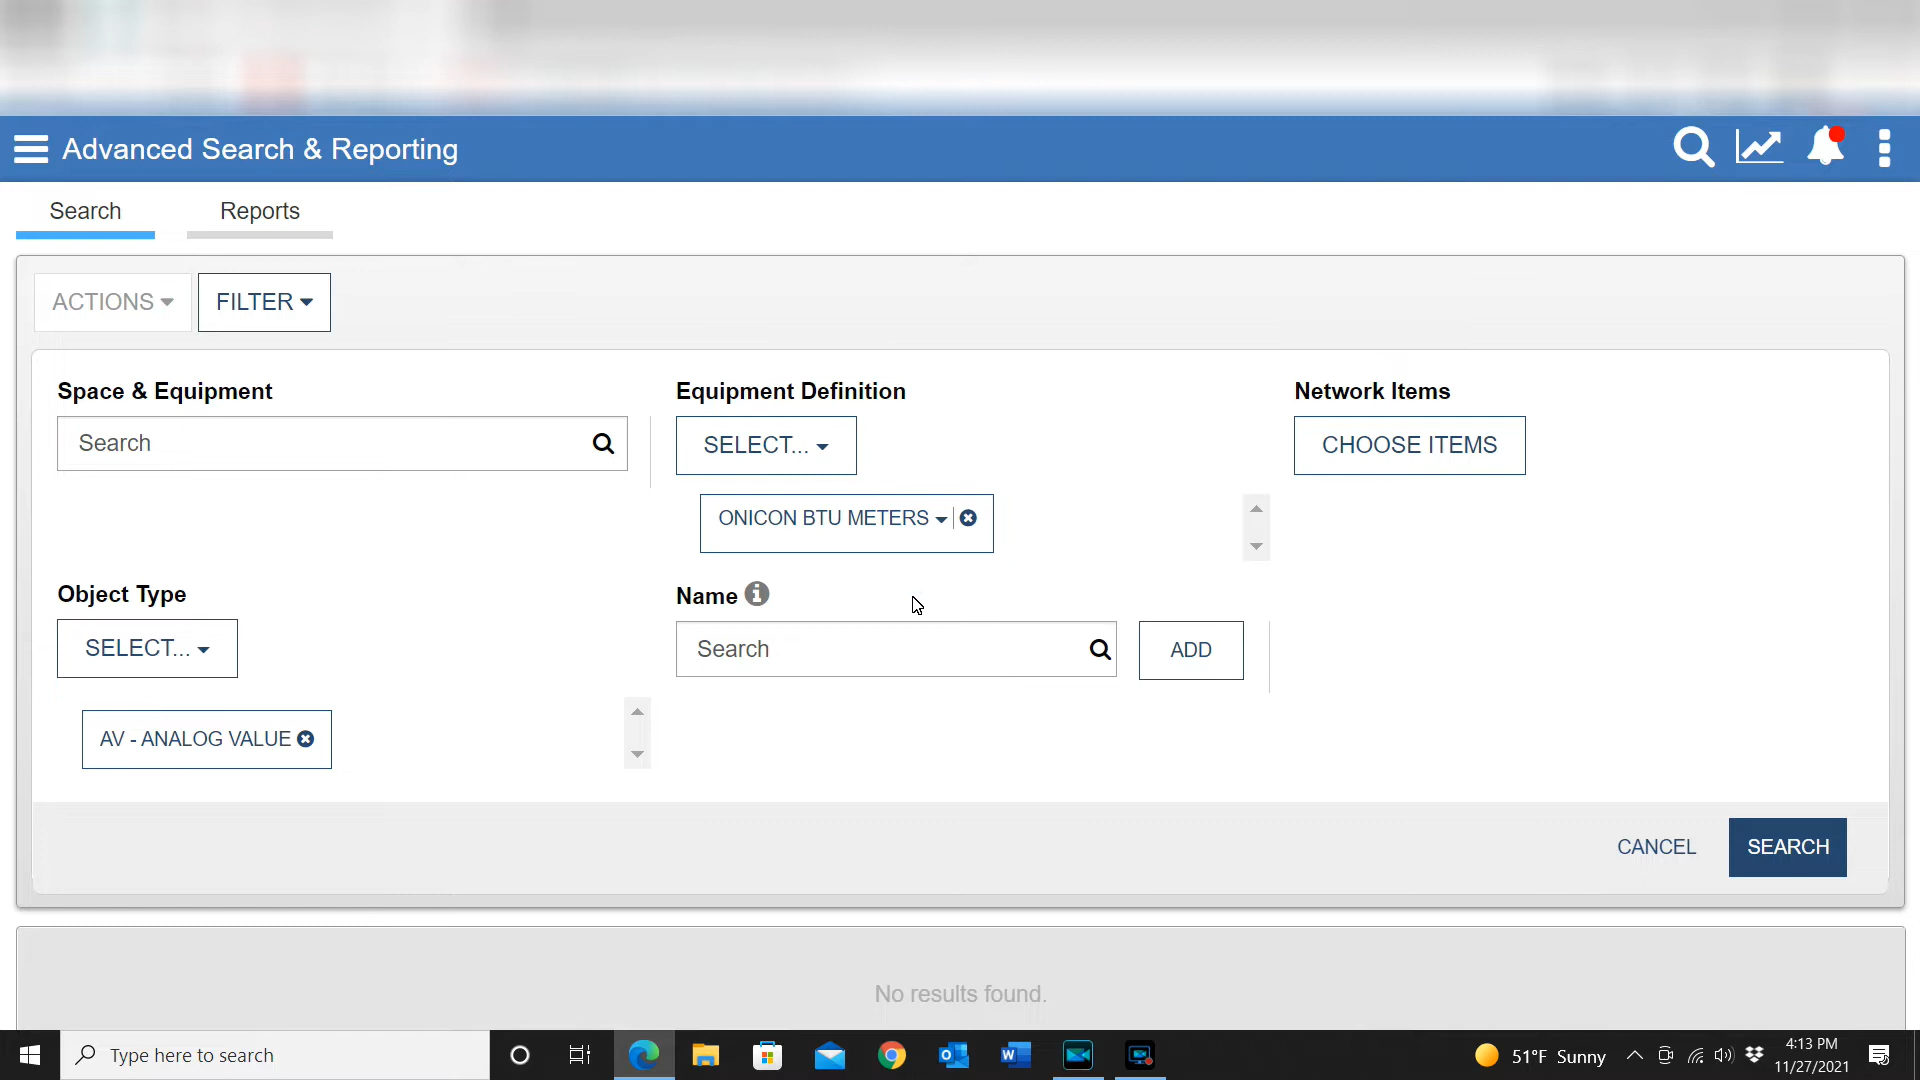 Advanced Search & Reporting
Search
Reports
ACTIONS
FILTER
Space & Equipment
Equipment Definition
Network Items
Search
SELECT...
CHOOSE ITEMS
ONICON BTU METERS
Object Type
Name
SELECT...
Search
ADD
AV - ANALOG VALUE
CANCEL
SEARCH
No results found.
Type here to search
51°F Sunny
4:13 PM
11/27/2021